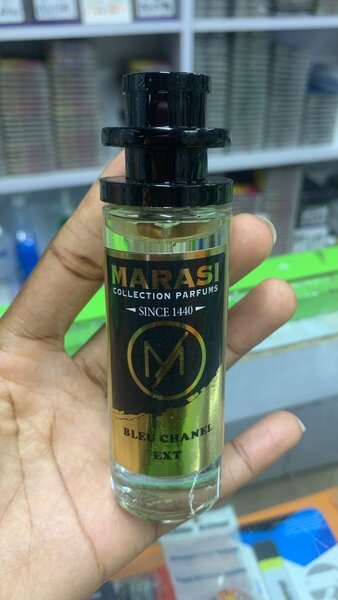 MARASI
COLLECTION PARFUMS
SINCE 1440
M
BLEU CHANEL
EXT